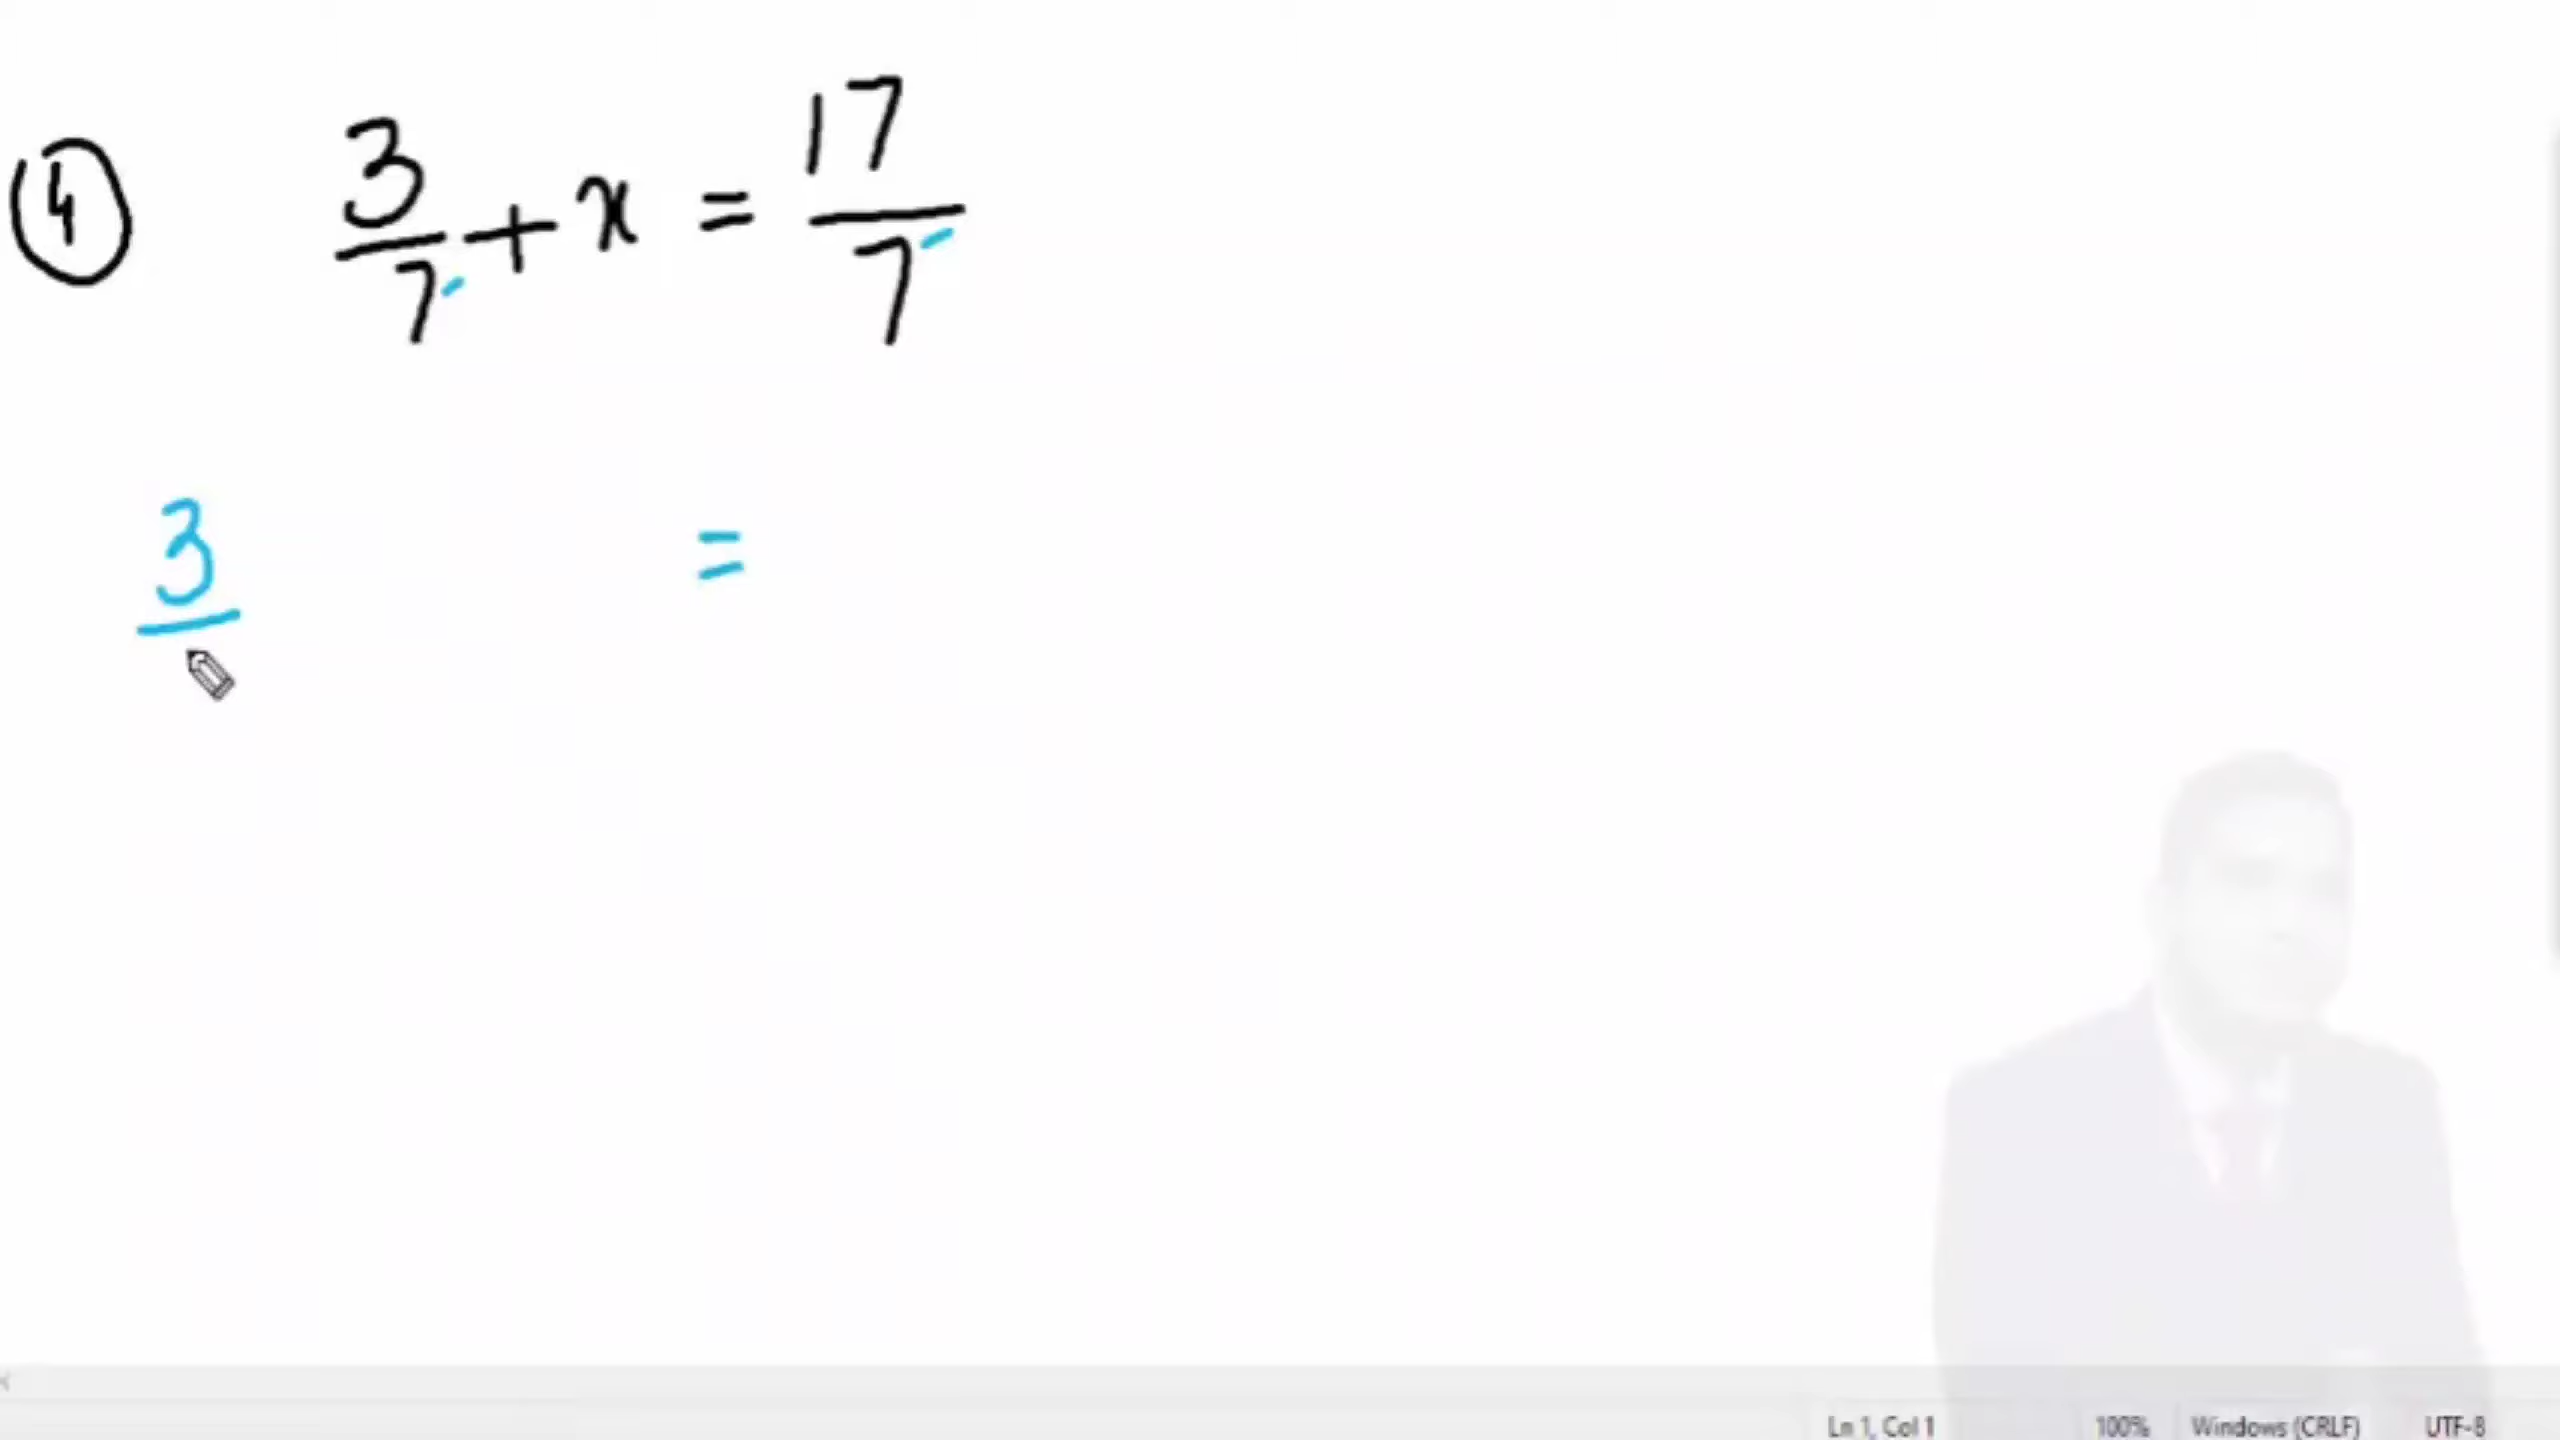 ④ 3/7 + x = 17/7
3/ =
Ln 1, Col 1 100% Windows (CRLF) UTF-8